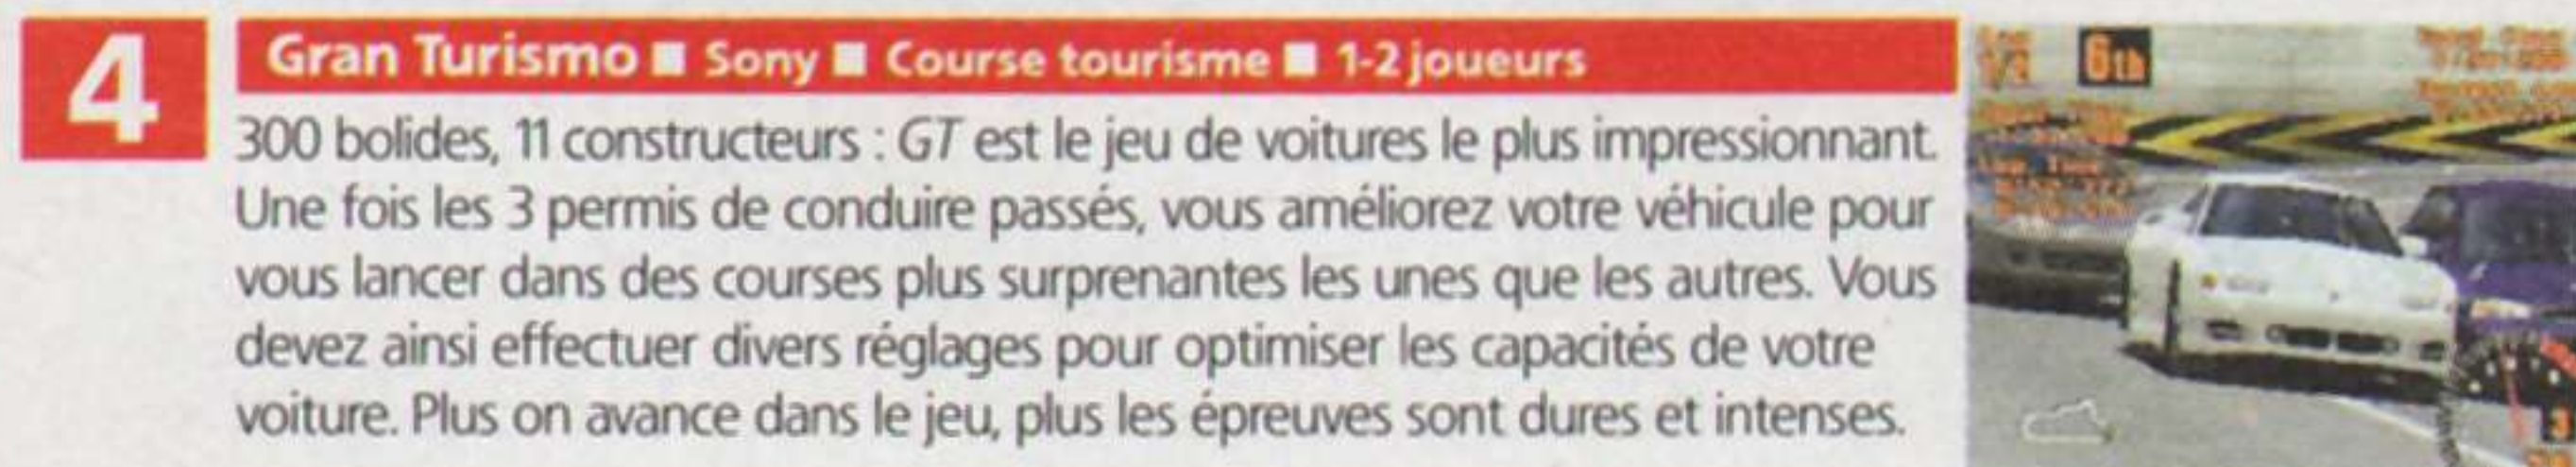 4
Gran Turismo ■ Sony ■ Course tourisme ■ 1-2 joueurs
300 bolides, 11 constructeurs : GT est le jeu de voitures le plus impressionnant.
Une fois les 3 permis de conduire passés, vous améliorez votre véhicule pour
vous lancer dans des courses plus surprenantes les unes que les autres. Vous
devez ainsi effectuer divers réglages pour optimiser les capacités de votre
voiture. Plus on avance dans le jeu, plus les épreuves sont dures et intenses.
6th
3